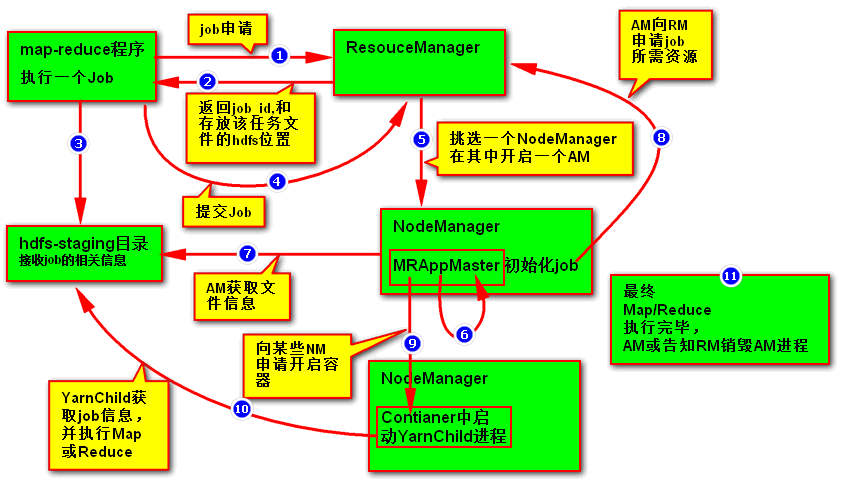 map-reduce程序
执行一个Job
job申请
1
ResouceManager
AM向RM
申请job
所需资源
2
返回job_id,和
存放该任务文
件的hdfs位置
3
4
提交Job
5
挑选一个NodeManager
在其中开启一个AM
8
hdfs-staging目录
接收job的相关信息
7
AM获取文
件信息
NodeManager
MRAppMaster 初始化job
6
11
最终
Map/Reduce
执行完毕，
AM或告知RM销毁AM进程
向某些NM
申请开启容
器
9
NodeManager
Contianer中启
动YarnChild进程
10
YarnChild获
取job信息，
并执行Map
或Reduce